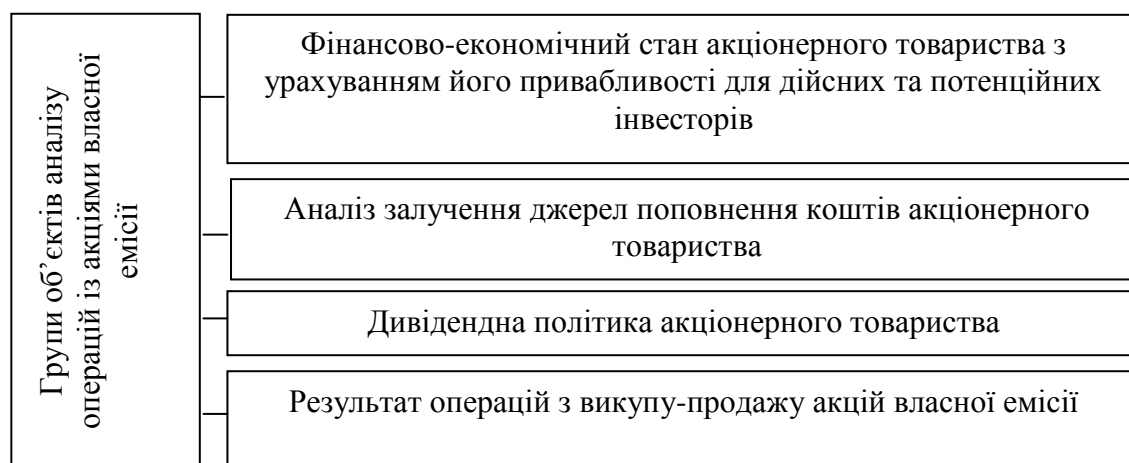 Групи об’єктів аналізу
операцій із акціями власної
емісії
Фінансово-економічний стан акціонерного товариства з
урахуванням його привабливості для дійсних та потенційних
інвесторів
Аналіз залучення джерел поповнення коштів акціонерного
товариства
Дивідендна політика акціонерного товариства
Результат операцій з викупу-продажу акцій власної емісії